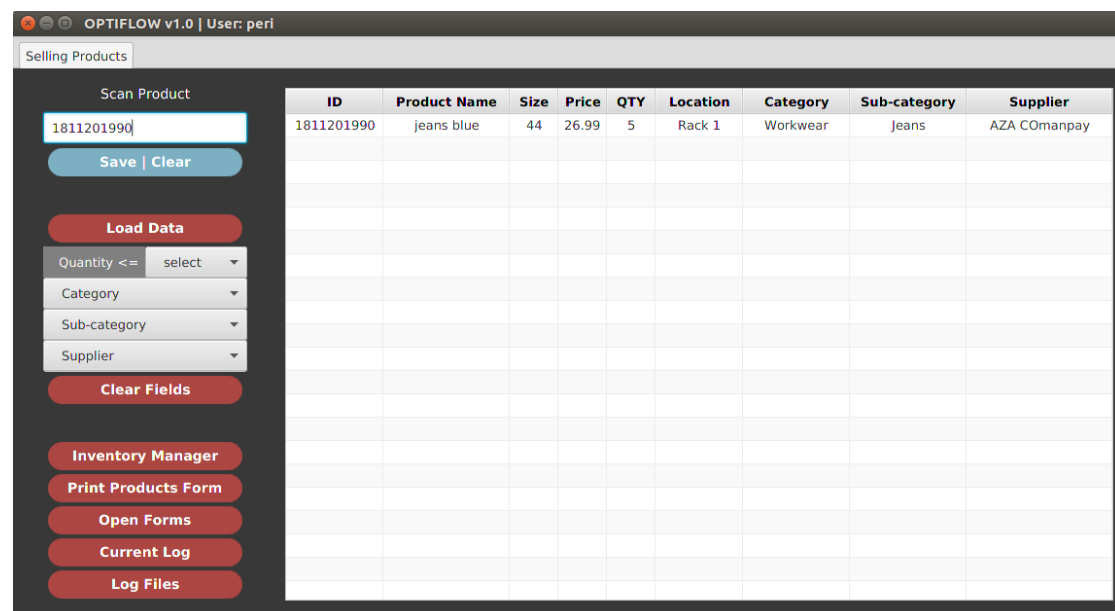 OPTIFLOW v1.0 | User: peri
Selling Products
Scan Product
1811201990
Save | Clear
Load Data
Quantity <= select
Category
Sub-category
Supplier
Clear Fields
Inventory Manager
Print Products Form
Open Forms
Current Log
Log Files
ID Product Name Size Price QTY Location Category Sub-category Supplier
1811201990 jeans blue 44 26.99 5 Rack 1 Workwear Jeans AZA COmanpay